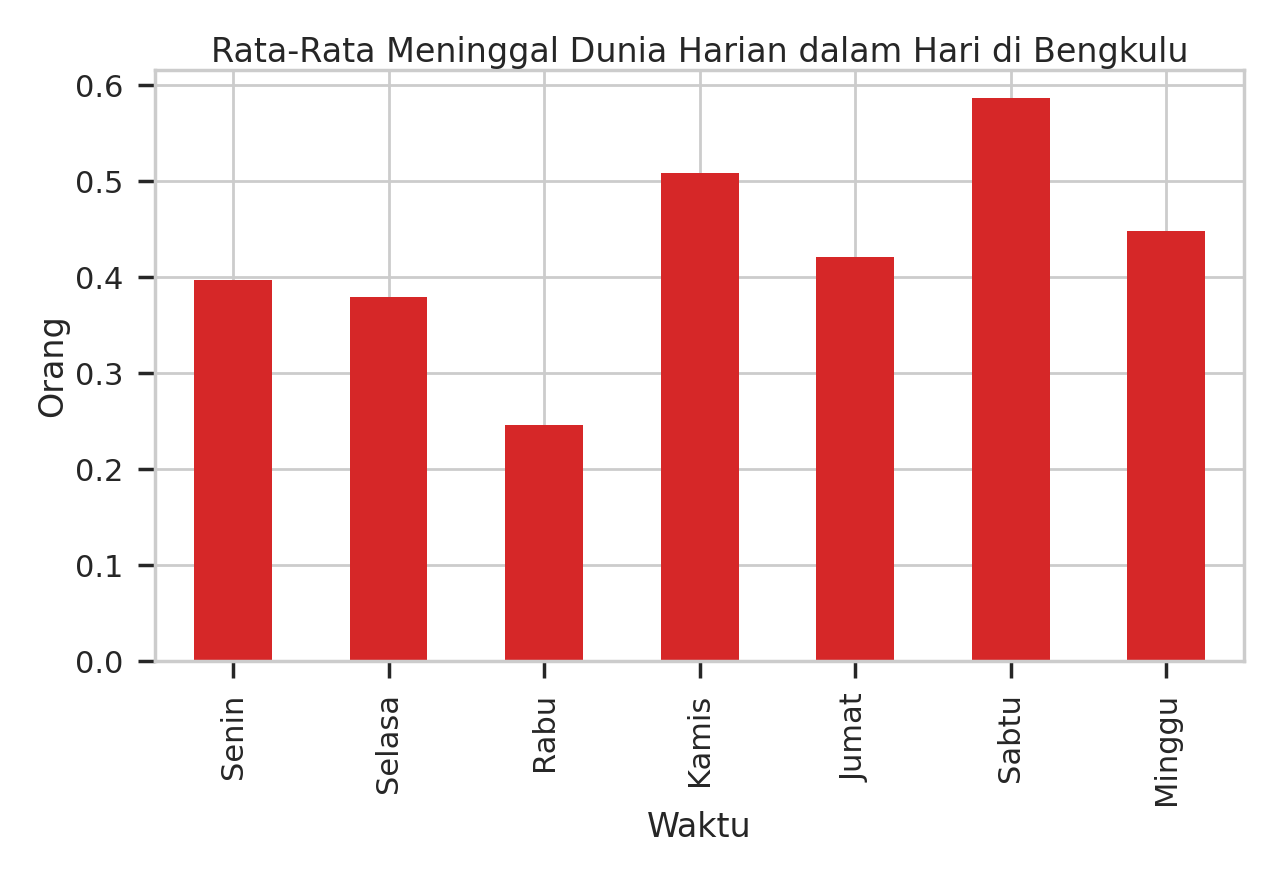 Rata-Rata Meninggal Dunia Harian dalam Hari di Bengkulu
0.6
0.5
0.4
0.3
0.2
0.1
0.0
Orang
Senin
Selasa
Rabu
Kamis
Jumat
Sabtu
Minggu
Waktu